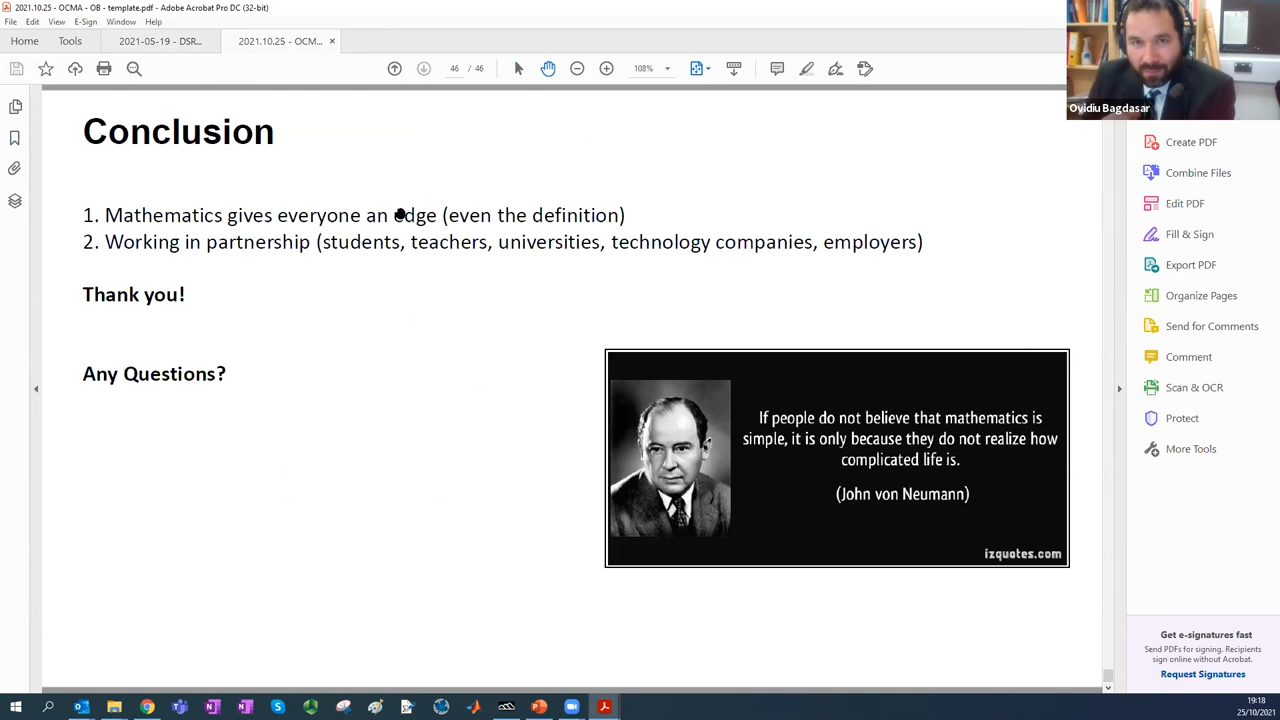 2021.10.25 - OCMA - OB - template.pdf - Adobe Acrobat Pro DC (32-bit)
File Edit View E-Sign Window Help
Home Tools 2021-05-19 - DSR... 2021.10.25 - OCM... ×
46 / 46 108%
Ovidiu Bagdasar
Conclusion
1. Mathematics gives everyone an edge (even the definition)
2. Working in partnership (students, teachers, universities, technology companies, employers)
Thank you!
Any Questions?
If people do not believe that mathematics is
simple, it is only because they do not realize how
complicated life is.
(John von Neumann)
izquotes.com
Create PDF
Combine Files
Edit PDF
Fill & Sign
Export PDF
Organize Pages
Send for Comments
Comment
Scan & OCR
Protect
More Tools
Get e-signatures fast
Send PDFs for signing. Recipients
sign online without Acrobat.
Request Signatures
19:18
25/10/2021